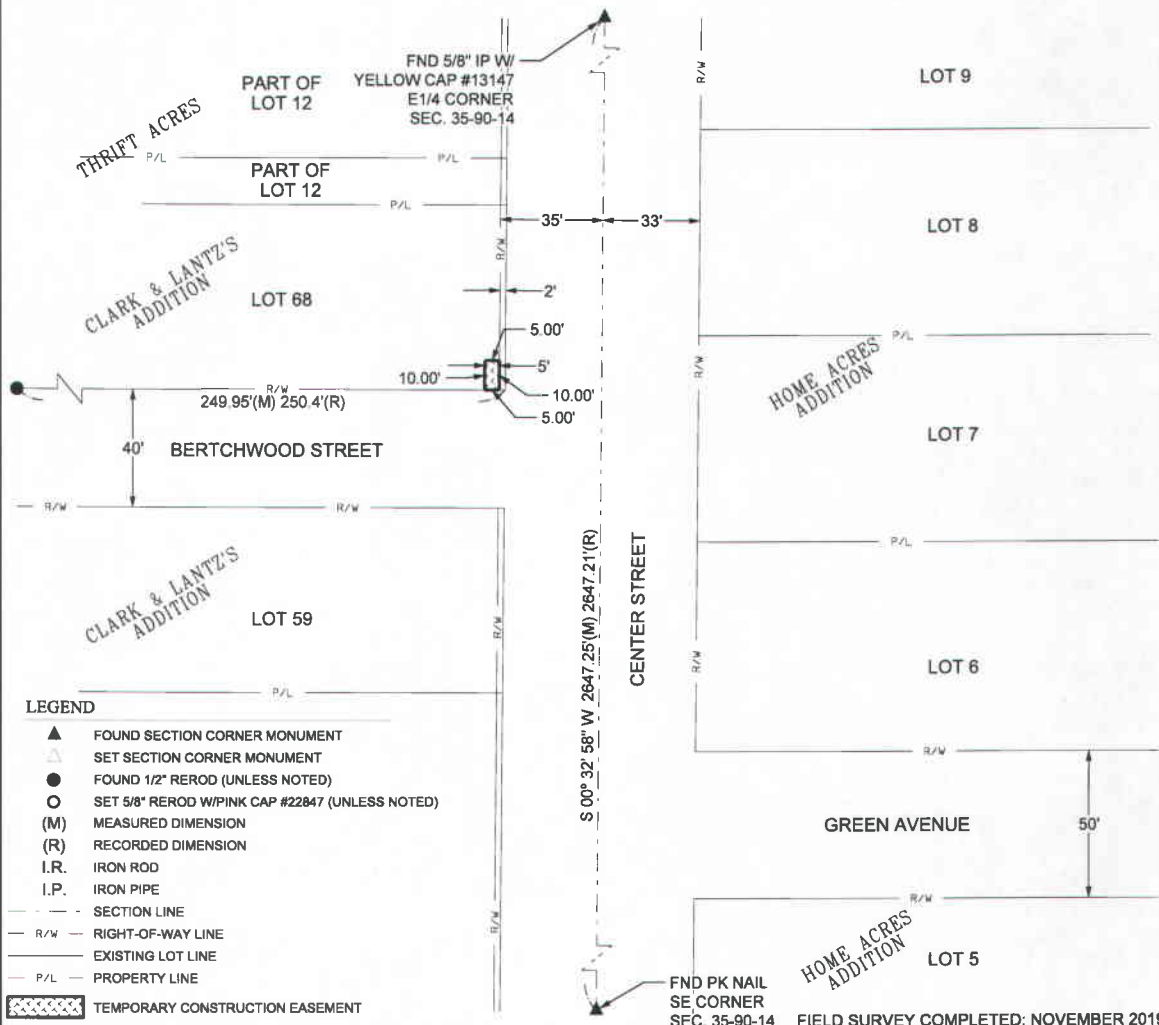 FND 5/8" IP W/
YELLOW CAP #13147
E1/4 CORNER
SEC. 35-90-14
PART OF
LOT 12
THRIFT ACRES
P/L
P/L
PART OF
LOT 12
P/L
R/W
LOT 9
35'
33'
LOT 8
R/W
CLARK & LANTZ'S
ADDITION
LOT 68
2'
5.00'
5'
10.00'
10.00'
5.00'
R/W
249.95'(M) 250.4'(R)
P/L
R/W
HOME ACRES
ADDITION
LOT 7
40'
BERTCHWOOD STREET
R/W
R/W
P/L
CLARK & LANTZ'S
ADDITION
LOT 59
R/W
P/L
S 00° 32' 58" W 2647.25'(M) 2647.21'(R)
CENTER STREET
R/W
LOT 6
R/W
GREEN AVENUE
50'
R/W
HOME ACRES
ADDITION
LOT 5
R/W
LEGEND
FOUND SECTION CORNER MONUMENT
SET SECTION CORNER MONUMENT
FOUND 1/2" REROD (UNLESS NOTED)
SET 5/8" REROD W/PINK CAP #22847 (UNLESS NOTED)
(M) MEASURED DIMENSION
(R) RECORDED DIMENSION
I.R. IRON ROD
I.P. IRON PIPE
SECTION LINE
R/W RIGHT-OF-WAY LINE
EXISTING LOT LINE
P/L PROPERTY LINE
TEMPORARY CONSTRUCTION EASEMENT
FND PK NAIL
SE CORNER
SEC. 35-90-14
FIELD SURVEY COMPLETED: NOVEMBER 2019